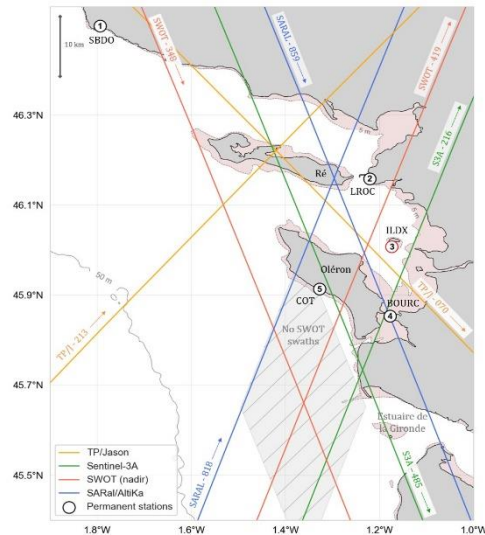 1
SBDO
10 km
SWOT - 348
SARAL - 859
SWOT - 419
S3A - 216
46.3°N
6 m
Ré
2
LROC
6 m
46.1°N
ILDX
3
Oléron
45.9°N
5
COT
BOURC
4
TP/J - 070
50 m
TP/J - 213
No SWOT
swaths
45.7°N
Estuaire de
la Gironde
SARAL - 818
S3A - 485
45.5°N
TP/Jason
Sentinel-3A
SWOT (nadir)
SARal/AltiKa
Permanent stations
1.8°W
1.6°W
1.4°W
1.2°W
1.0°W